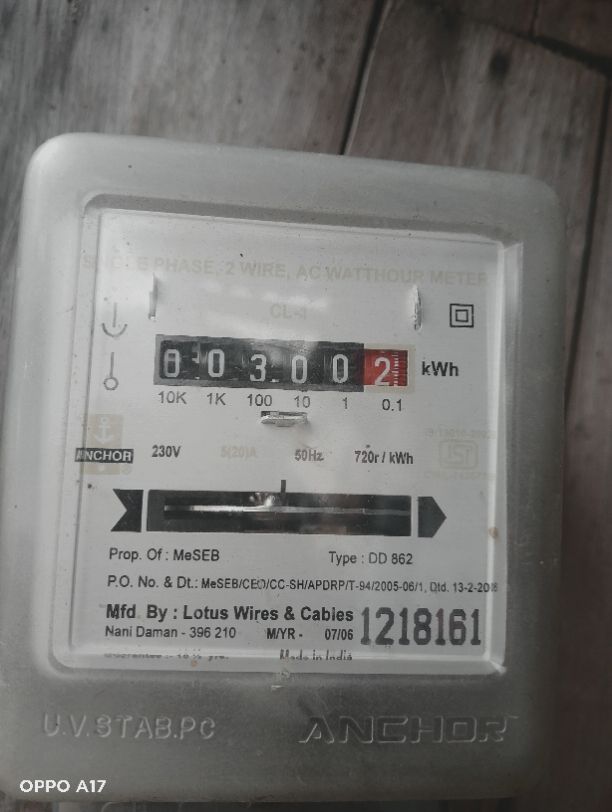 SINGLE PHASE, 2 WIRE, AC WATTHOUR METER
0 0 3 0 0 2 kWh
10K 1K 100 10 1 0.1
ANCHOR
230V 5(20)A 50Hz 720r / kWh
ISI
Prop. Of : MeSEB Type : DD 862
P.O. No. & Dt.: MeSEB/CEO/CC-SH/APDRP/T-94/2005-06/1, Dtd. 13-2-
Mfd. By : Lotus Wires & Cables
Nani Daman - 396 210 M/YR - 07/06 1218161
Made in India
U.V.STAB.PC ANCHOR
OPPO A17